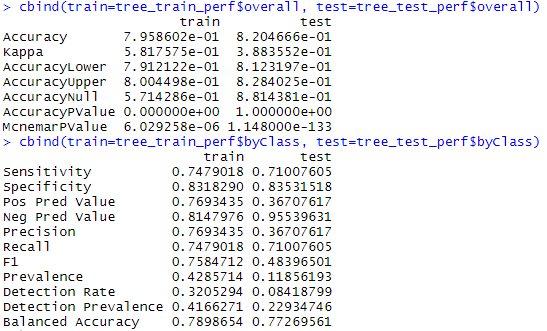 > cbind(train=tree_train_perf$overall, test=tree_test_perf$overall)
train test
Accuracy 7.958602e-01 8.204666e-01
Kappa 5.817575e-01 3.883552e-01
AccuracyLower 7.912122e-01 8.123197e-01
AccuracyUpper 8.004498e-01 8.284025e-01
AccuracyNull 5.714286e-01 8.814381e-01
AccuracyPValue 0.000000e+00 1.000000e+00
McnemarPValue 6.029258e-06 1.148000e-133
> cbind(train=tree_train_perf$byClass, test=tree_test_perf$byClass)
train test
Sensitivity 0.7479018 0.71007605
Specificity 0.8318290 0.83531518
Pos Pred Value 0.7693435 0.36707617
Neg Pred Value 0.8147976 0.95539631
Precision 0.7693435 0.36707617
Recall 0.7479018 0.71007605
F1 0.7584712 0.48396501
Prevalence 0.4285714 0.11856193
Detection Rate 0.3205294 0.08418799
Detection Prevalence 0.4166271 0.22934746
Balanced Accuracy 0.7898654 0.77269561